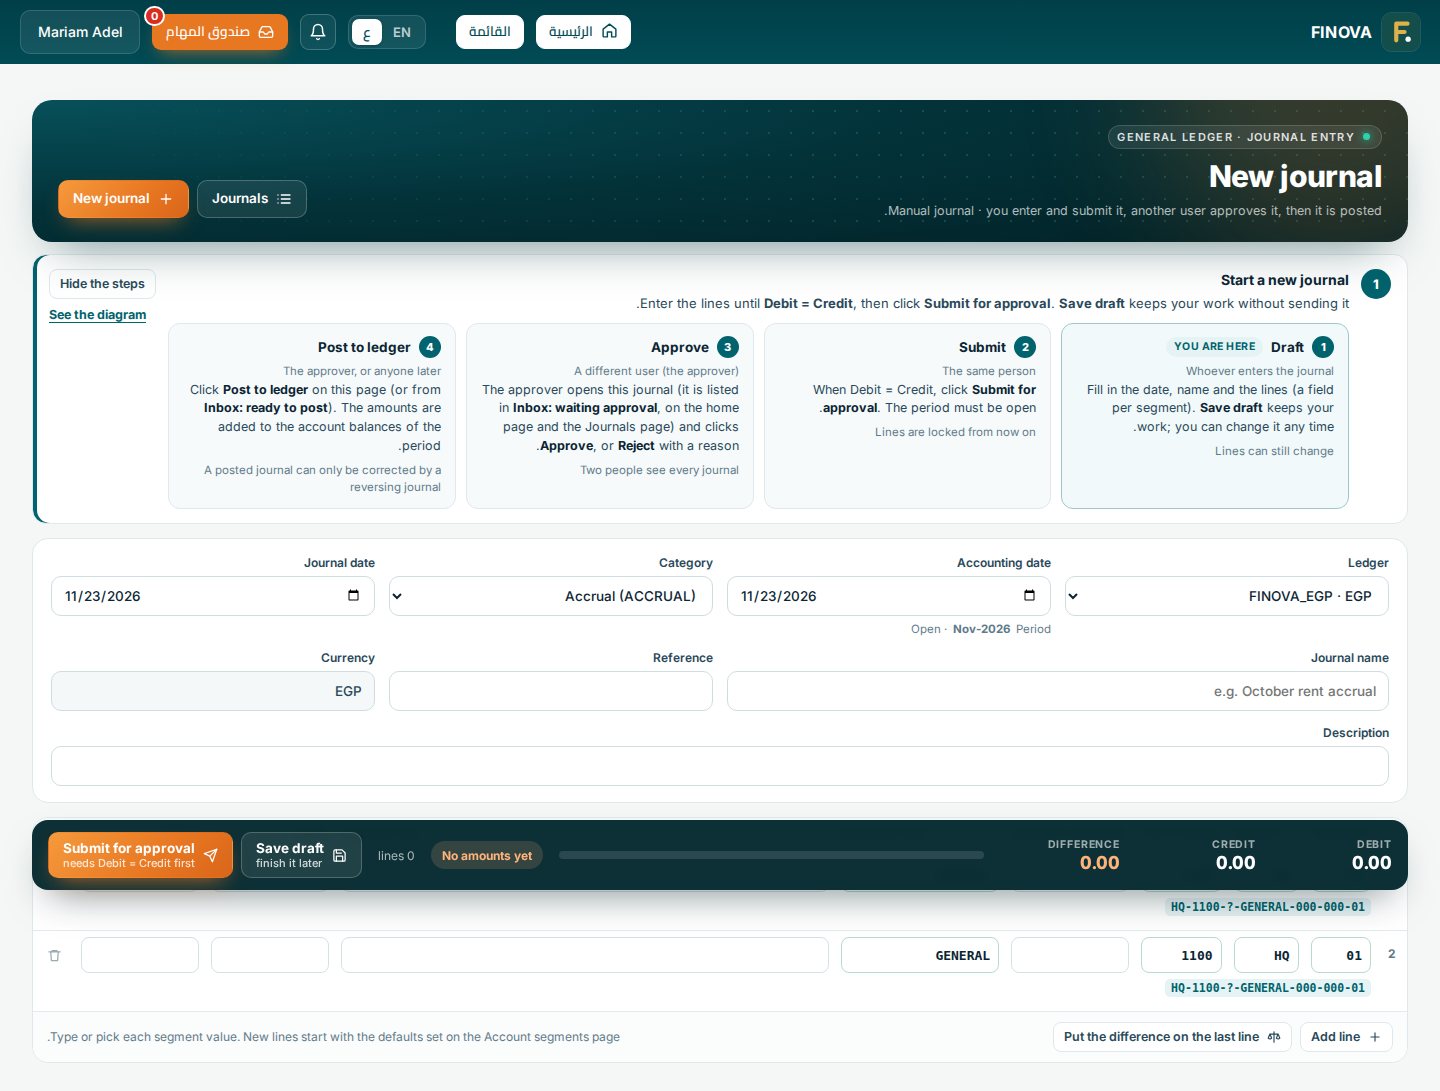 FINOVA
الرئيسية
القائمة
EN
ع
صندوق المهام
0
Mariam Adel
GENERAL LEDGER · JOURNAL ENTRY
New journal
Manual journal · you enter and submit it, another user approves it, then it is posted.
Journals
New journal
1
Start a new journal
Enter the lines until Debit = Credit, then click Submit for approval. Save draft keeps your work without sending it.
Hide the steps
See the diagram
1 Draft YOU ARE HERE
Whoever enters the journal
Fill in the date, name and the lines (a field
per segment). Save draft keeps your
work; you can change it any time.
Lines can still change
2 Submit
The same person
When Debit = Credit, click Submit for
approval. The period must be open.
Lines are locked from now on
3 Approve
A different user (the approver)
The approver opens this journal (it is listed
in Inbox: waiting approval, on the home
page and the Journals page) and clicks
Approve, or Reject with a reason.
Two people see every journal
4 Post to ledger
The approver, or anyone later
Click Post to ledger on this page (or from
Inbox: ready to post). The amounts are
added to the account balances of the
period.
A posted journal can only be corrected by a
reversing journal
Ledger
FINOVA_EGP · EGP
Accounting date
11/23/2026
Period Nov-2026 · Open
Category
Accrual (ACCRUAL)
Journal date
11/23/2026
Journal name
e.g. October rent accrual
Reference
Currency
EGP
Description
DEBIT
0.00
CREDIT
0.00
DIFFERENCE
0.00
No amounts yet
lines 0
Save draft
finish it later
Submit for approval
needs Debit = Credit first
HQ-1100-?-GENERAL-000-000-01
2
01
HQ
1100
GENERAL
HQ-1100-?-GENERAL-000-000-01
Add line
Put the difference on the last line
Type or pick each segment value. New lines start with the defaults set on the Account segments page.